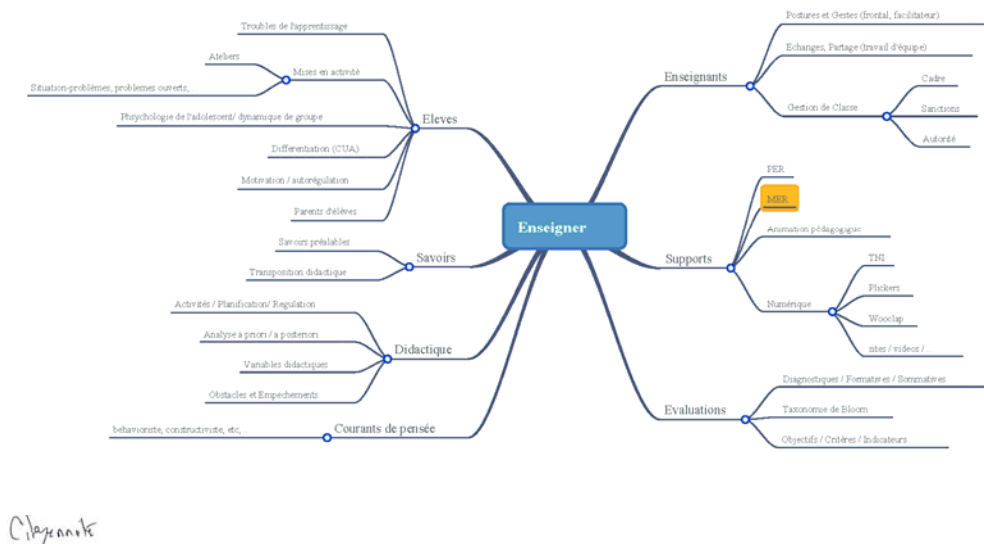 Enseigner
Eleves
Troubles de l'apprentissage
Mises en activité
Ateliers
Situation-problèmes, problemes ouverts,
Phsychologie de l'adolescent/ dynamique de groupe
Differentiation (CUA)
Motivation / autorégulation
Parents d'élèves
Savoirs
Savoirs préalables
Transposition didactique
Didactique
Activités / Planification/ Regulation
Analyse a priori / a posteriori
Variables didactiques
Obstacles et Empechements
Courants de pensée
behavioriste, constructiviste, etc,...
Enseignants
Postures et Gestes (frontal, facilitateur)
Echanges, Partage (travail d'équipe)
Gestion de Classe
Cadre
Sanctions
Autorité
Supports
PER
MER
Animation pédagogique
Numérique
TNI
Plickers
Wooclap
sites / videos / ...
Evaluations
Diagnostiques / Formatives / Sommatives
Taxonomie de Bloom
Objectifs / Critères / Indicateurs